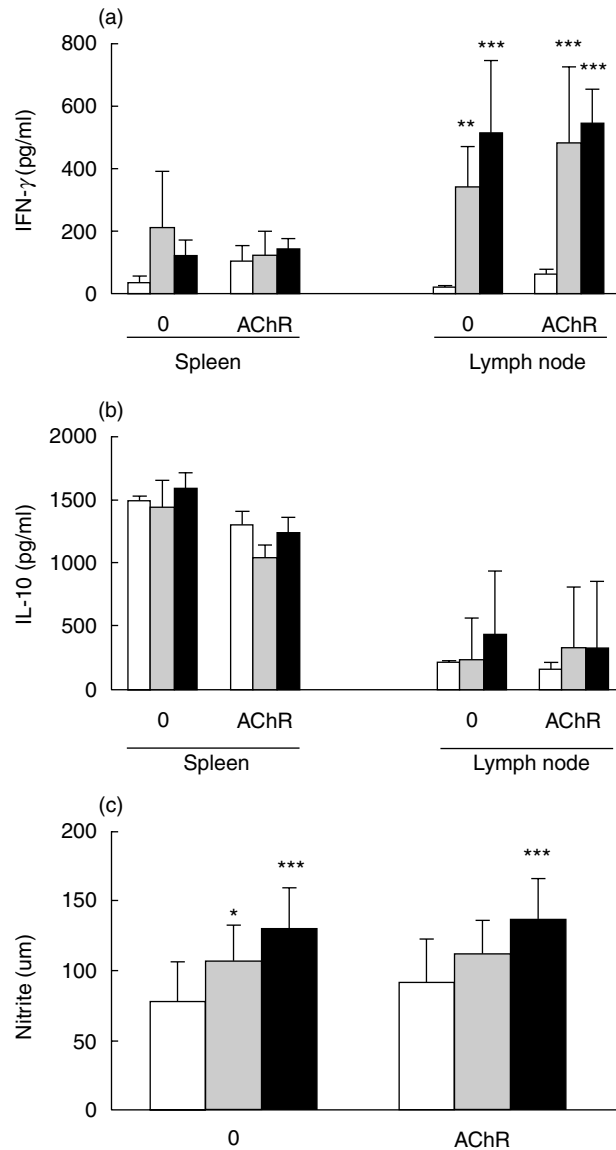 (a)
800
600
400
200
0
IFN-γ (pg/ml)
**
***
***
***
0
AChR
0
AChR
Spleen
Lymph node
(b)
2000
1500
1000
500
0
IL-10 (pg/ml)
0
AChR
0
AChR
Spleen
Lymph node
(c)
200
150
100
50
0
Nitrite (um)
*
***
***
0
AChR